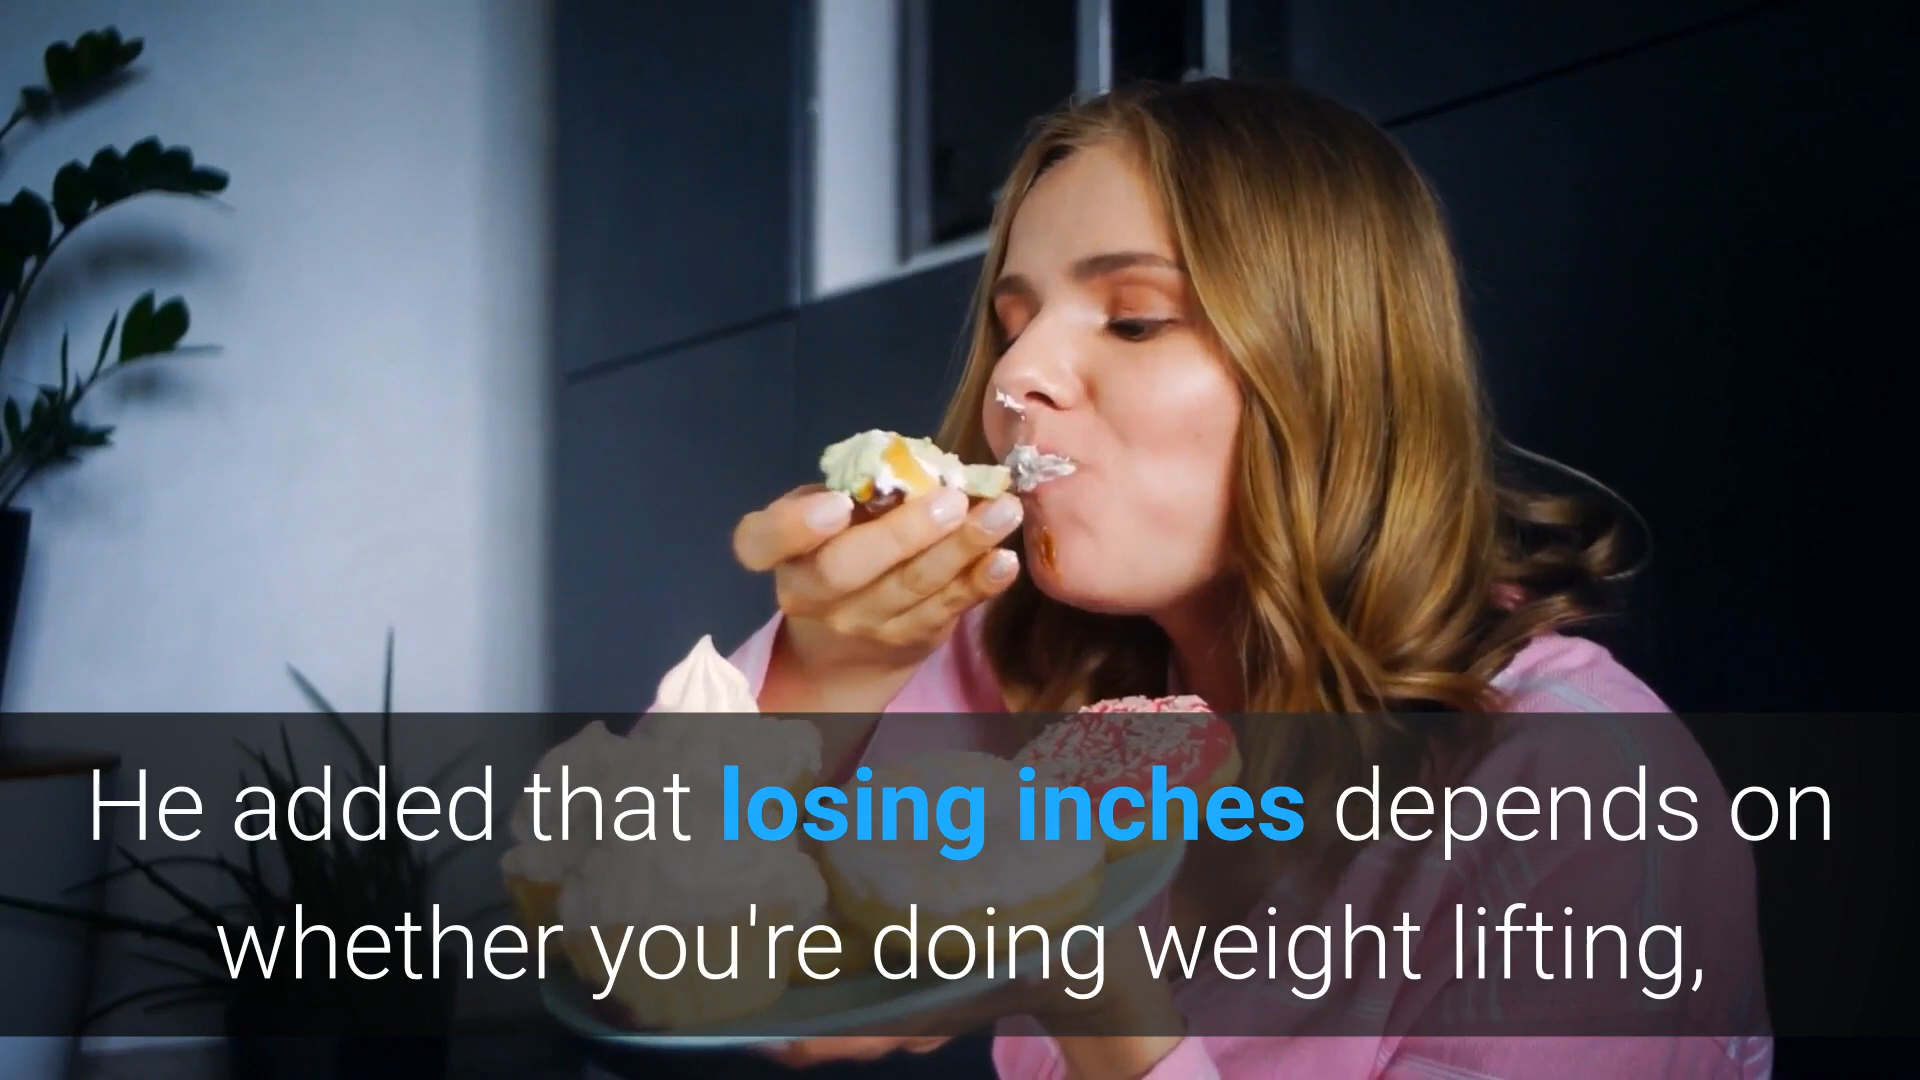 He added that losing inches depends on
whether you're doing weight lifting,